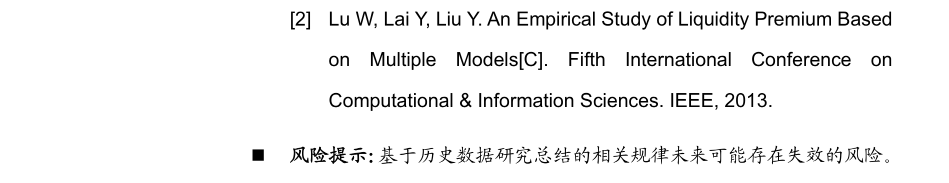 [2] Lu W, Lai Y, Liu Y. An Empirical Study of Liquidity Premium Based
on Multiple Models[C]. Fifth International Conference on
Computational & Information Sciences. IEEE, 2013.
■ 风险提示：基于历史数据研究总结的相关规律未来可能存在失效的风险。